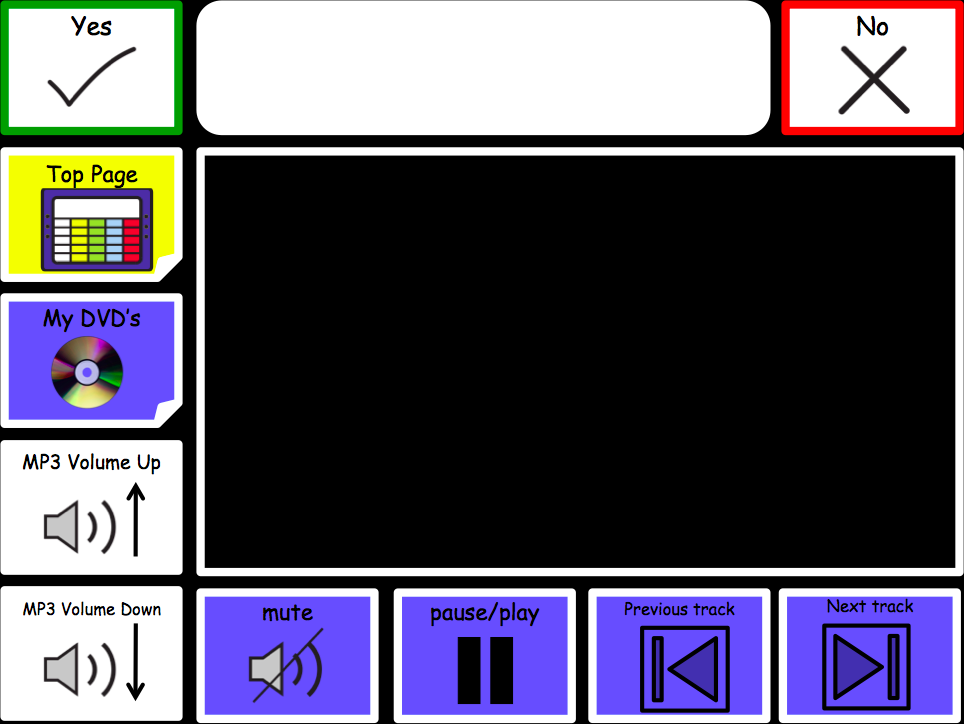 Yes
No
Top Page
My DVD's
MP3 Volume Up
MP3 Volume Down
mute
pause/play
Previous track
Next track